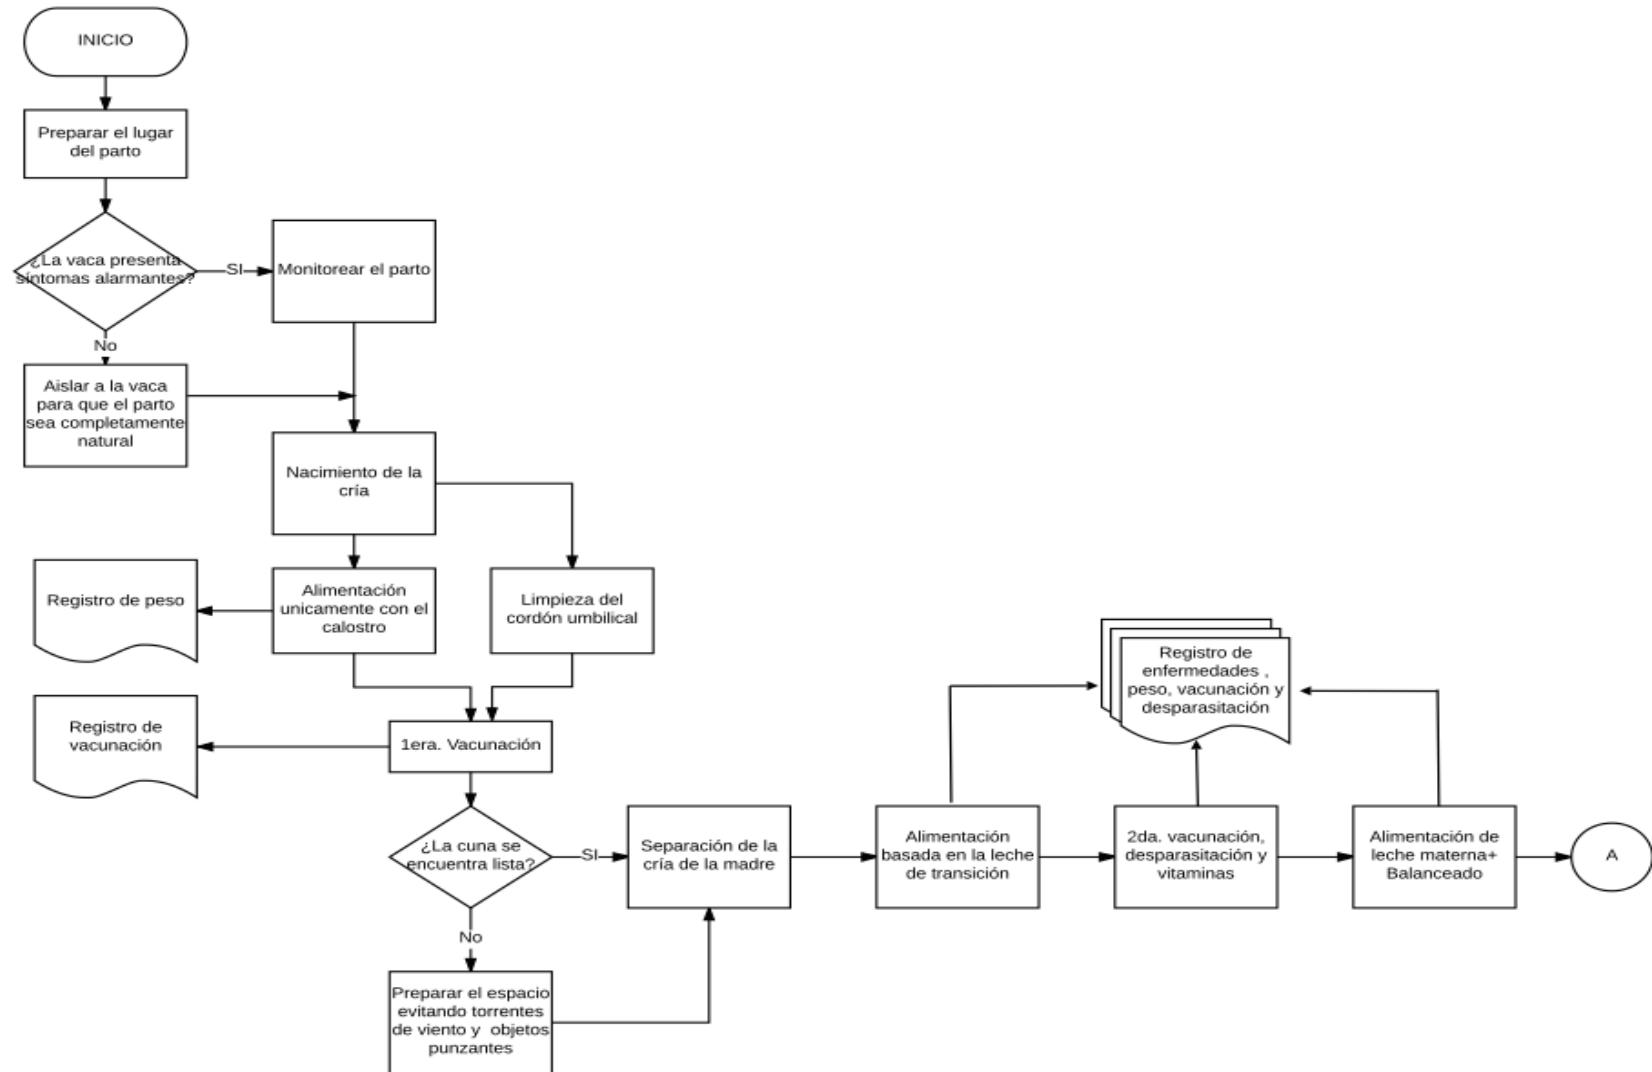 INICIO
Preparar el lugar
del parto
¿La vaca presenta
síntomas alarmantes?
SI
Monitorear el parto
No
Aislar a la vaca
para que el parto
sea completamente
natural
Nacimiento de la
cría
Registro de peso
Alimentación
unicamente con el
calostro
Limpieza del
cordón umbilical
Registro de
vacunación
1era. Vacunación
¿La cuna se
encuentra lista?
SI
No
Preparar el espacio
evitando torrentes
de viento y objetos
punzantes
Separación de la
cría de la madre
Alimentación
basada en la leche
de transición
Registro de
enfermedades ,
peso, vacunación y
desparasitación
2da. vacunación,
desparasitación y
vitaminas
Alimentación de
leche materna+
Balanceado
A